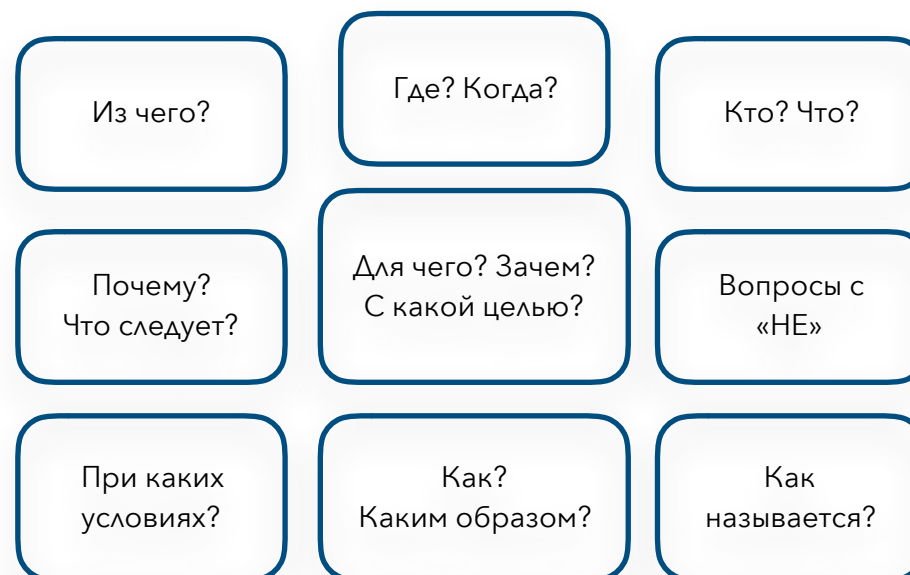 Из чего?
Где? Когда?
Кто? Что?
Почему?
Что следует?
Для чего? Зачем?
С какой целью?
Вопросы с
«НЕ»
При каких
условиях?
Как?
Каким образом?
Как
называется?